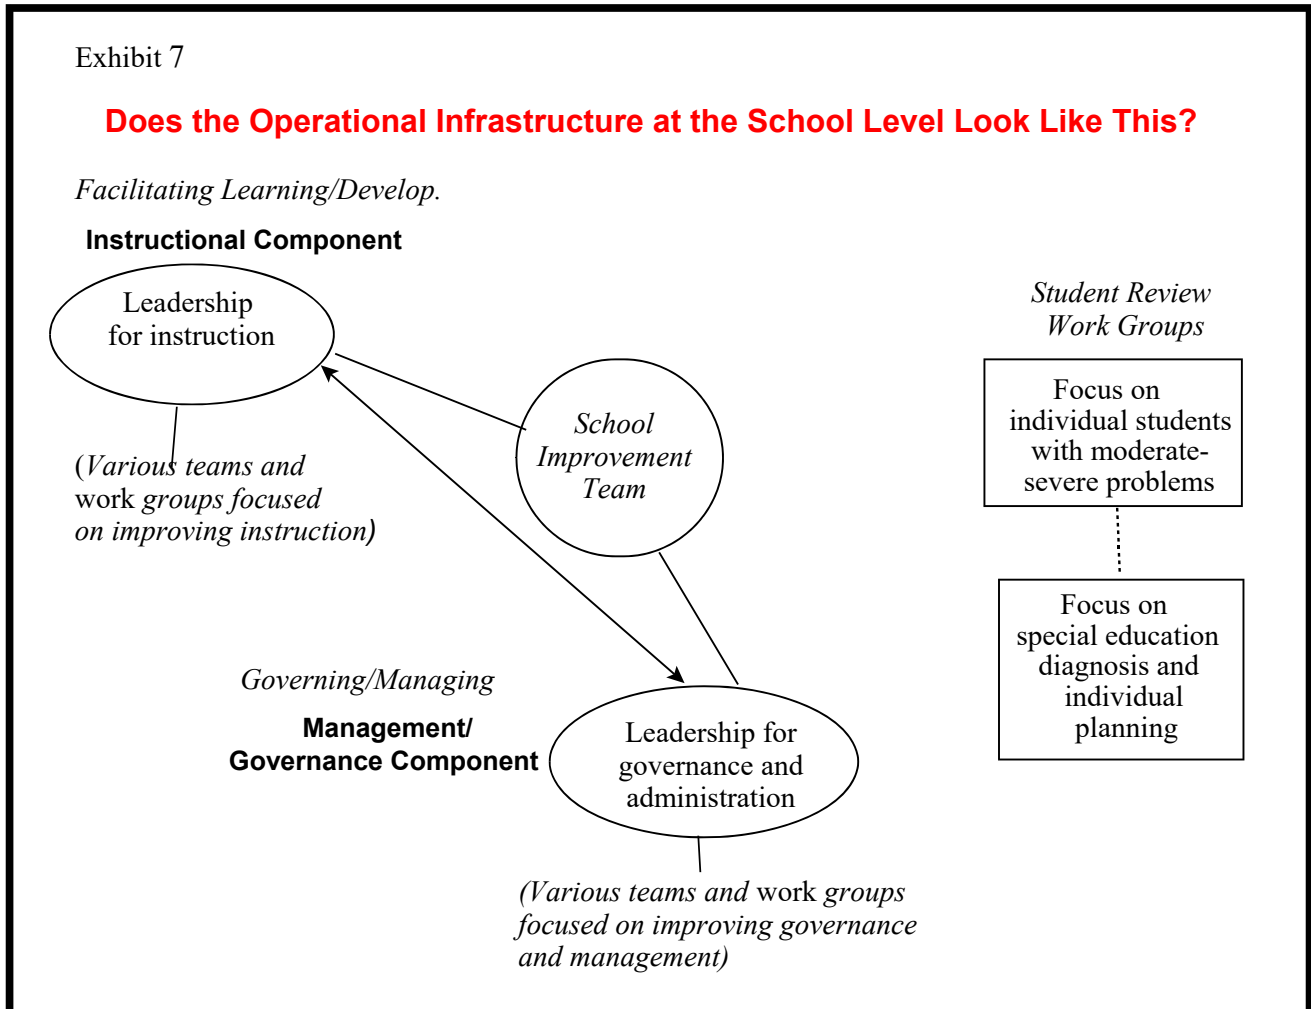 Exhibit 7
Does the Operational Infrastructure at the School Level Look Like This?
Facilitating Learning/Develop.
Instructional Component
Leadership
for instruction
(Various teams and
work groups focused
on improving instruction)
School
Improvement
Team
Governing/Managing
Management/
Governance Component
Leadership for
governance and
administration
(Various teams and work groups
focused on improving governance
and management)
Student Review
Work Groups
Focus on
individual students
with moderate-
severe problems
Focus on
special education
diagnosis and
individual
planning